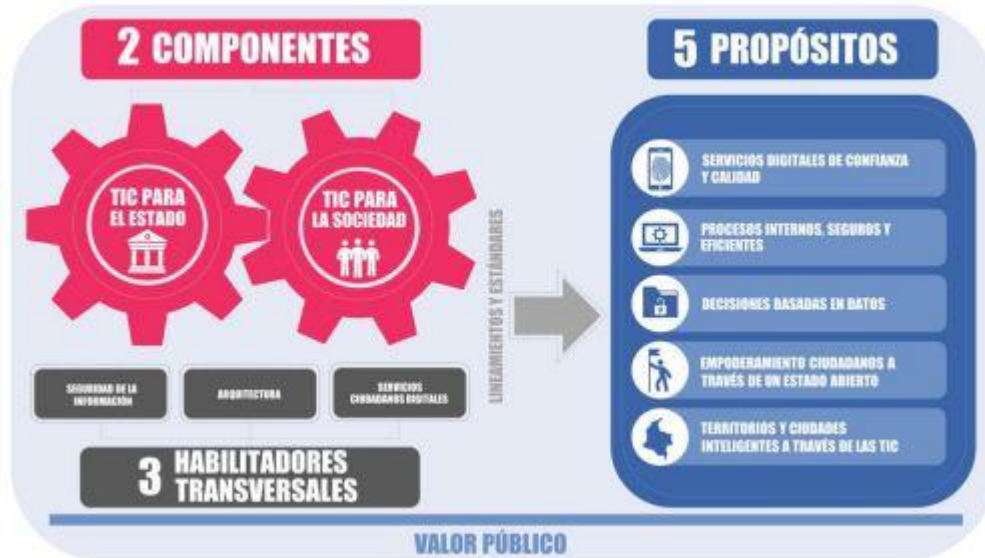 2 COMPONENTES
5 PROPÓSITOS
TIC PARA
EL ESTADO
TIC PARA
LA SOCIEDAD
LINEAMIENTOS Y ESTÁNDARES
SERVICIOS DIGITALES DE CONFIANZA
Y CALIDAD
PROCESOS INTERNOS, SEGUROS Y
EFICIENTES
DECISIONES BASADAS EN DATOS
EMPODERAMIENTO CIUDADANOS A
TRAVÉS DE UN ESTADO ABIERTO
TERRITORIOS Y CIUDADES
INTELIGENTES A TRAVÉS DE LAS TIC
SEGURIDAD DE LA
INFORMACIÓN
ARQUITECTURA
SERVICIOS
CIUDADANOS DIGITALES
3 HABILITADORES
TRANSVERSALES
VALOR PÚBLICO